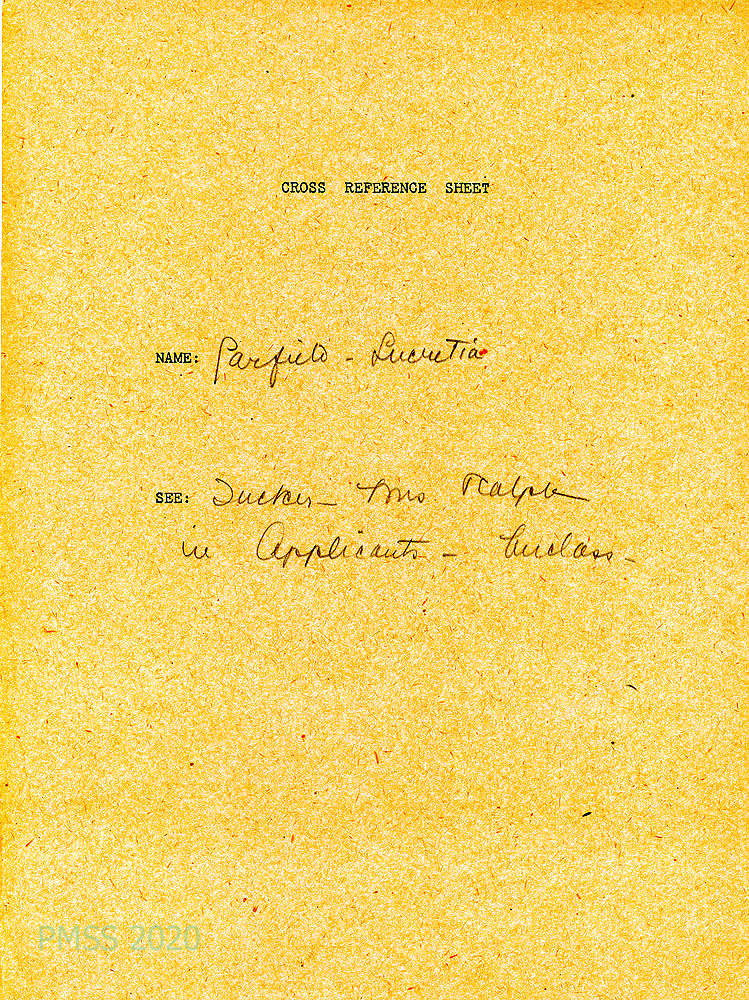 CROSS REFERENCE SHEET
NAME: Garfield - Lucretia
SEE: Tucker - Mrs. Ralph
in Applicants - Unclass -
PMSS 2020